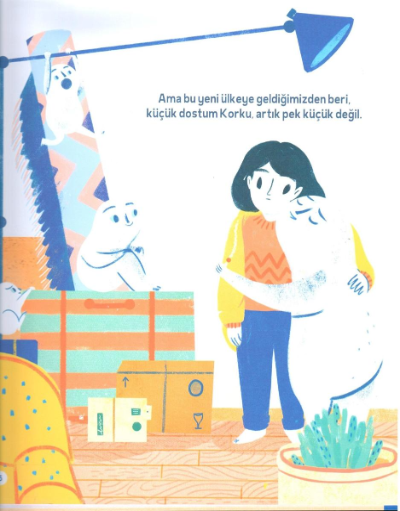 Ama bu yeni ülkeye geldiğimizden beri,
küçük dostum Korku, artık pek küçük değil.